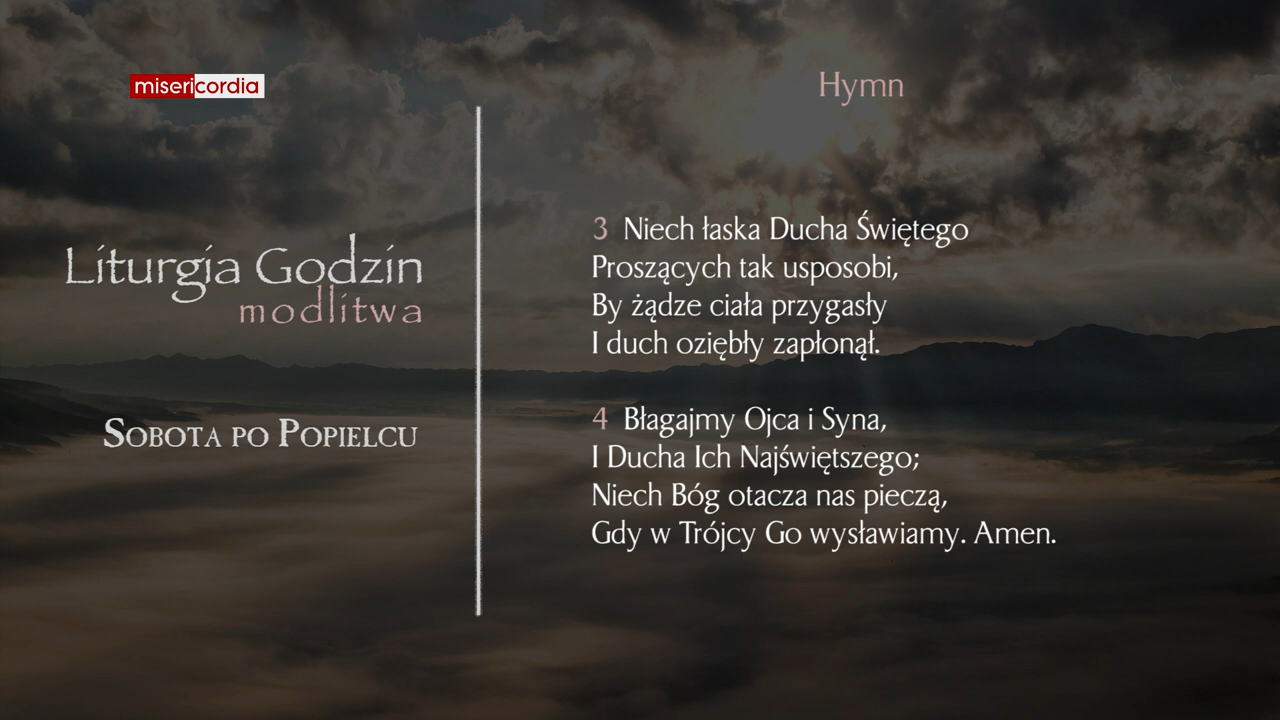 misericordia
Liturgia Godzin
modlitwa
Sobota po Popielcu
Hymn
3 Niech łaska Ducha Świętego
Proszących tak usposobi,
By żądze ciała przygasły
I duch oziębły zapłonął.
4 Błagajmy Ojca i Syna,
I Ducha Ich Najświętszego;
Niech Bóg otacza nas pieczą,
Gdy w Trójcy Go wysławiamy. Amen.